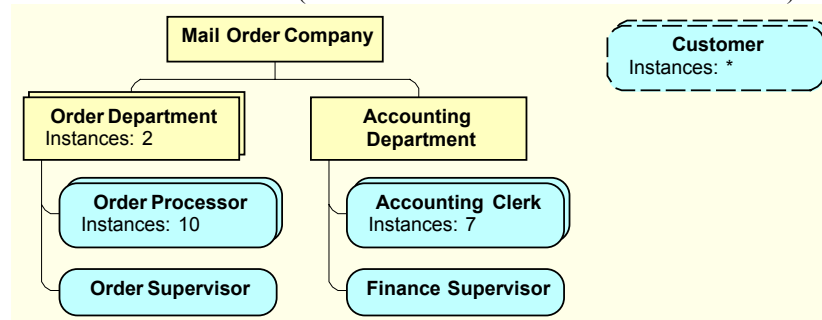 Mail Order Company
Customer
Instances: *
Order Department
Instances: 2
Accounting
Department
Order Processor
Instances: 10
Accounting Clerk
Instances: 7
Order Supervisor
Finance Supervisor